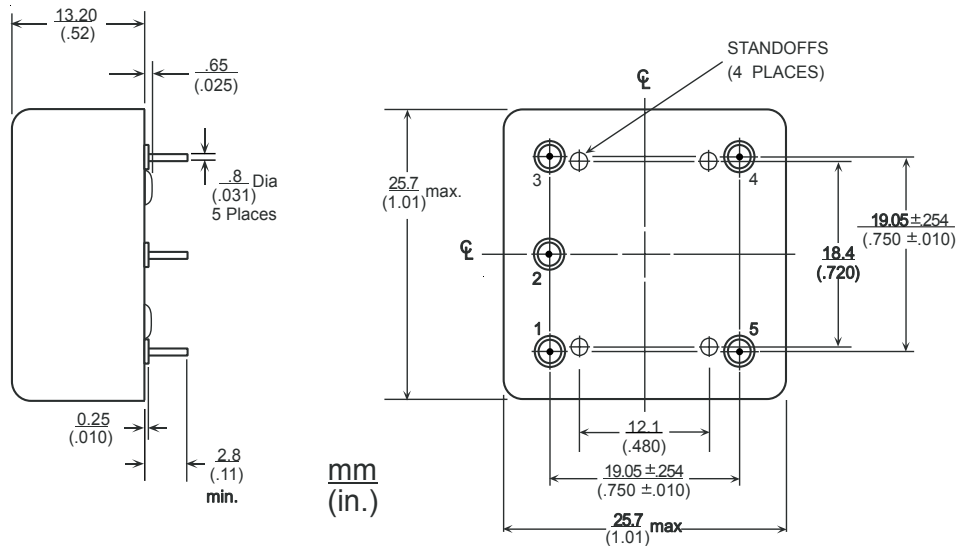 13.20
(.52)
.65
(.025)
.8 Dia
(.031)
5 Places
0.25
(.010)
2.8
(.11)
min.
mm
(in.)
STANDOFFS
(4 PLACES)
℄
25.7 max.
(1.01)
℄
3
4
2
1
5
19.05 ±.254
(.750 ±.010)
18.4
(.720)
12.1
(.480)
19.05 ±.254
(.750 ±.010)
25.7 max
(1.01)